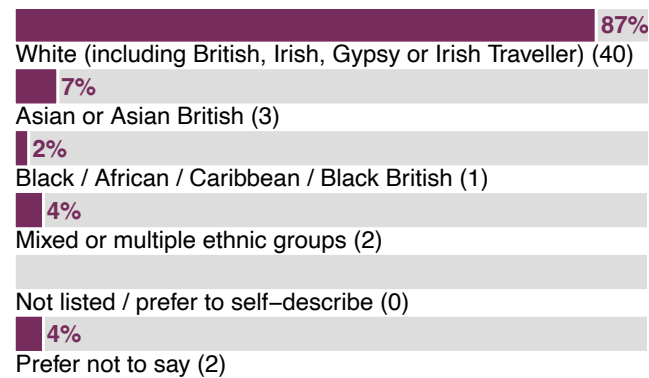 87%
White (including British, Irish, Gypsy or Irish Traveller) (40)
7%
Asian or Asian British (3)
2%
Black / African / Caribbean / Black British (1)
4%
Mixed or multiple ethnic groups (2)
Not listed / prefer to self–describe (0)
4%
Prefer not to say (2)